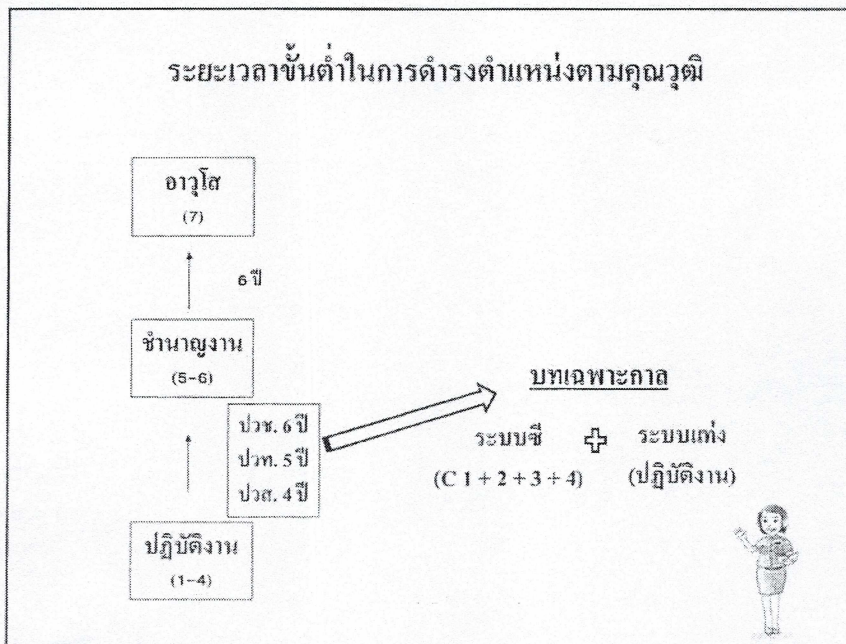 ระยะเวลาขั้นต่ำในการดำรงตำแหน่งตามคุณวุฒิ
อาวุโส
(7)
6 ปี
ชำนาญงาน
(5-6)
ปวช. 6 ปี
ปวท. 5 ปี
ปวส. 4 ปี
ปฏิบัติงาน
(1-4)
บทเฉพาะกาล
ระบบซี + ระบบแท่ง
(C 1 + 2 + 3 + 4) (ปฏิบัติงาน)